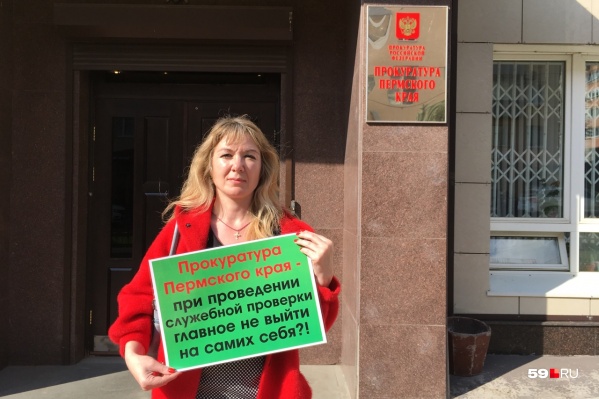 ПРОКУРАТУРА
РОССИЙСКОЙ
ФЕДЕРАЦИИ
ПРОКУРАТУРА
ПЕРМСКОГО
КРАЯ
Прокуратура
Пермского края -
при проведении
служебной проверки
главное не выйти
на самих себя?!
59.RU